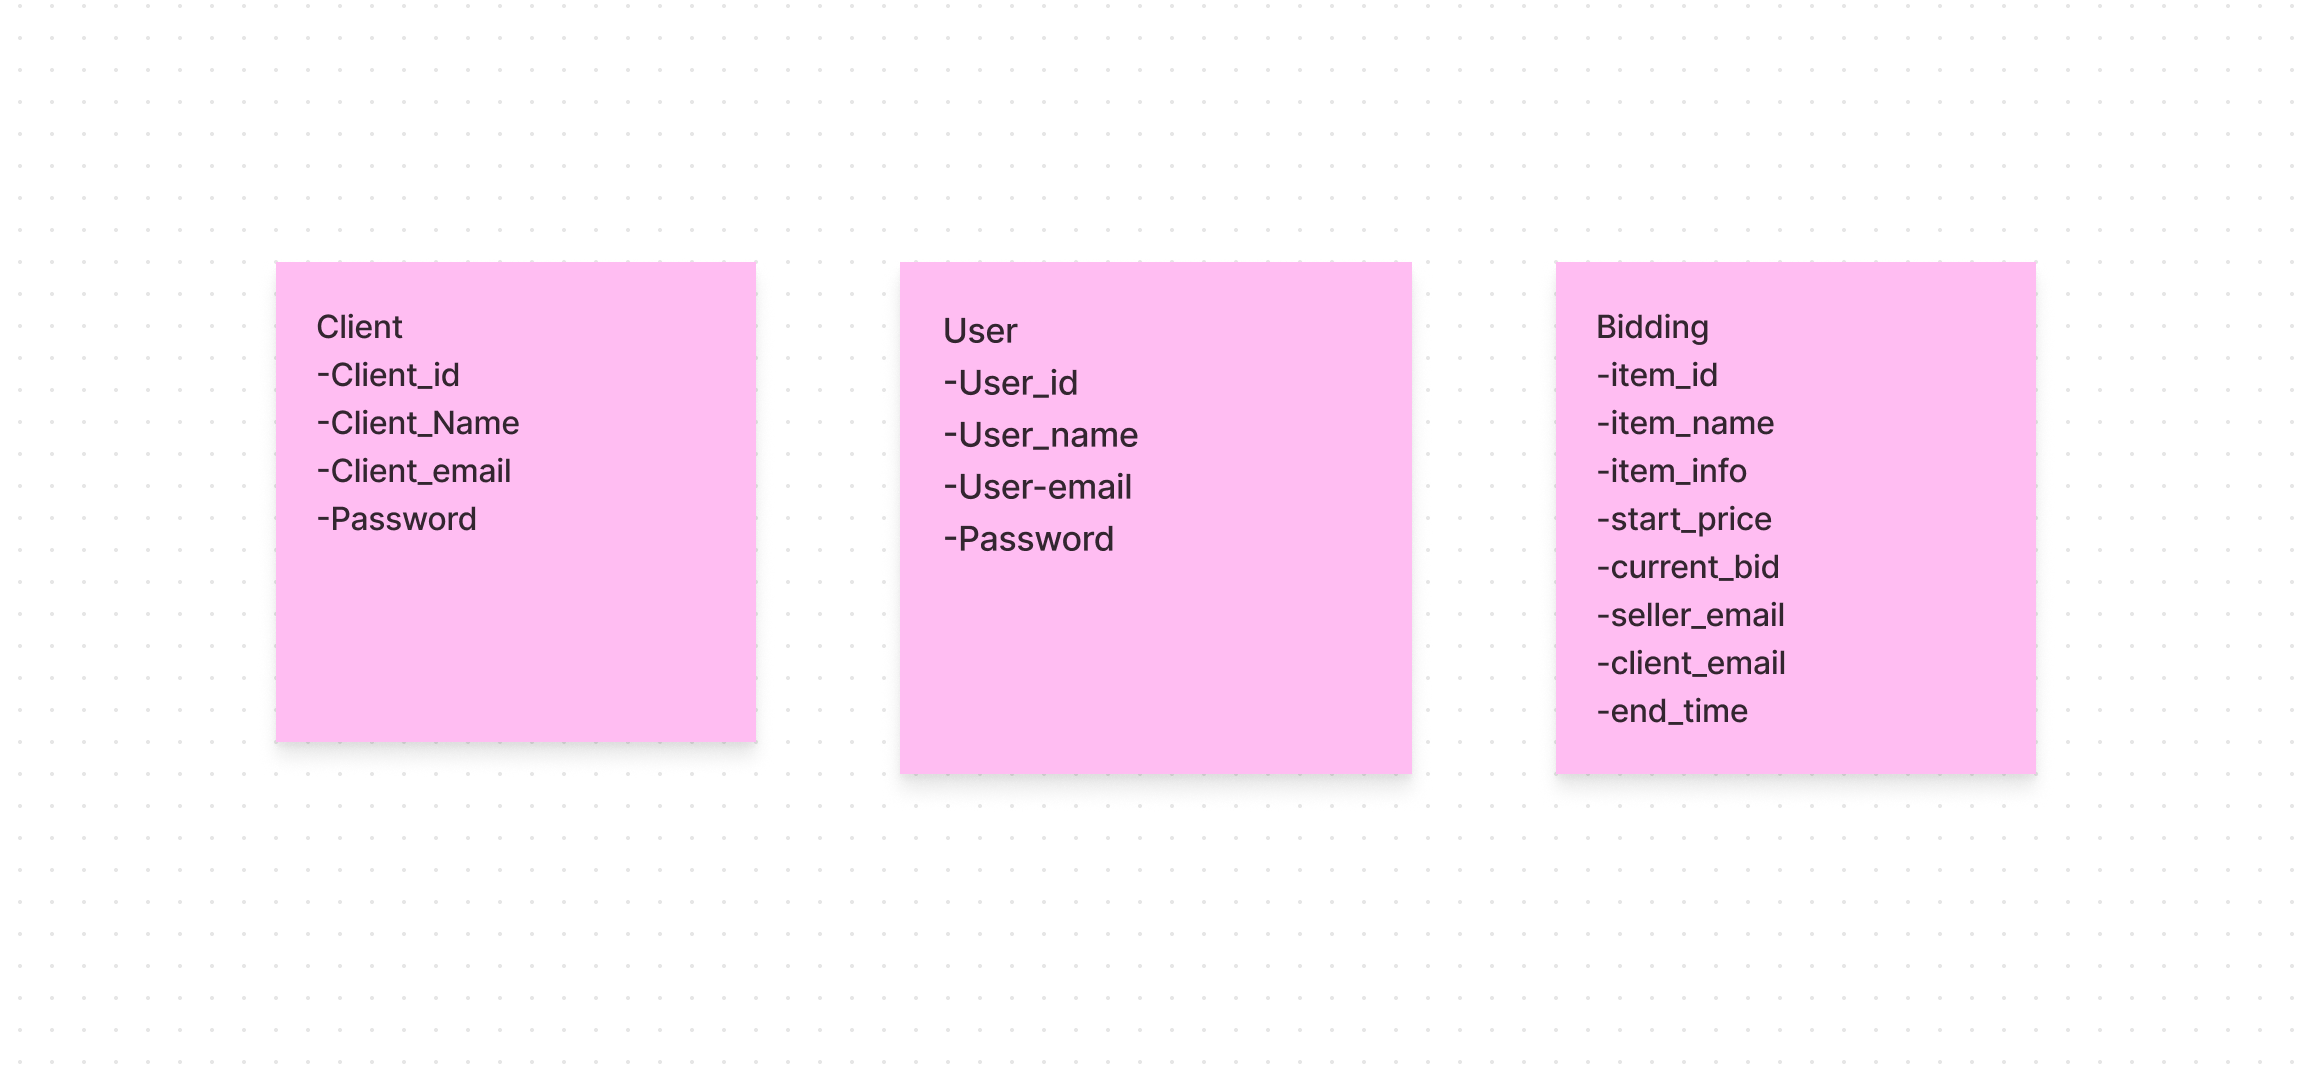 Client
-Client_id
-Client_Name
-Client_email
-Password
User
-User_id
-User_name
-User-email
-Password
Bidding
-item_id
-item_name
-item_info
-start_price
-current_bid
-seller_email
-client_email
-end_time